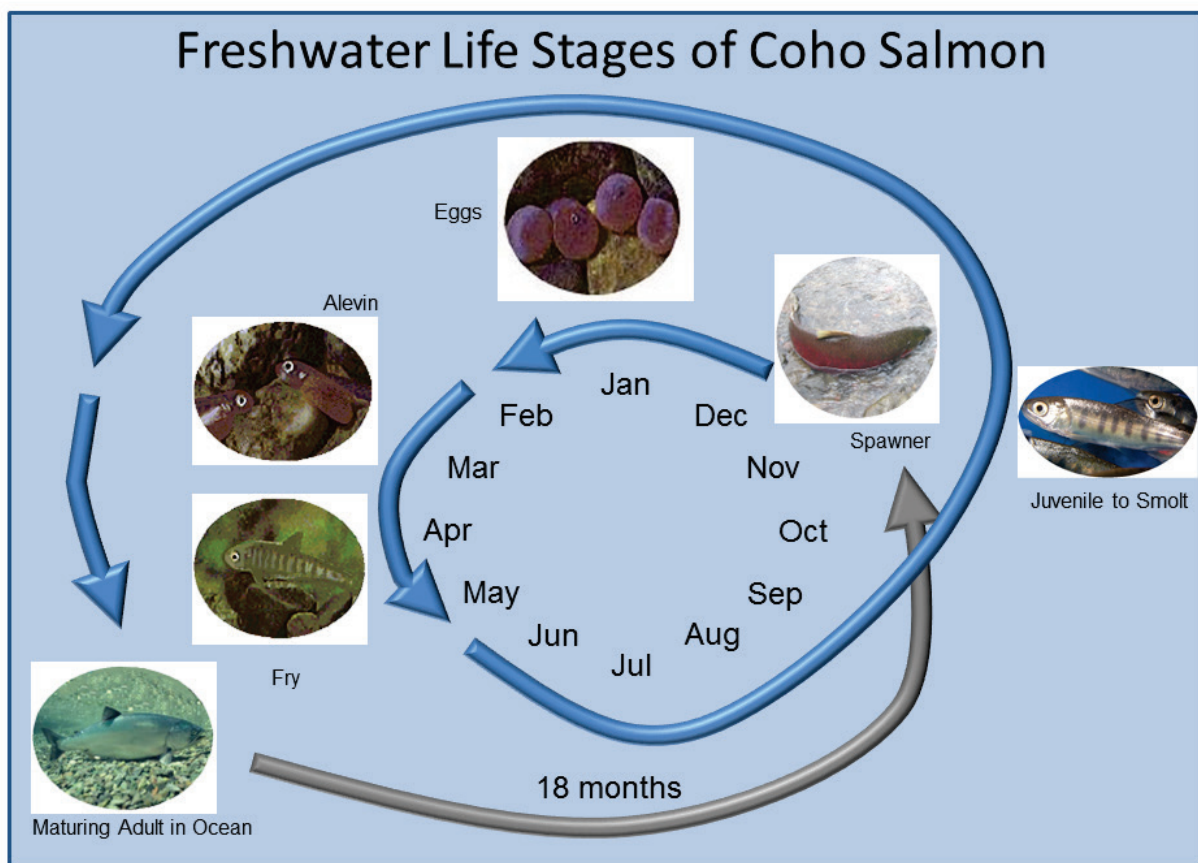 Freshwater Life Stages of Coho Salmon
Eggs
Alevin
Spawner
Juvenile to Smolt
Fry
Maturing Adult in Ocean
Jan
Feb
Dec
Mar
Nov
Apr
Oct
May
Sep
Jun
Aug
Jul
18 months